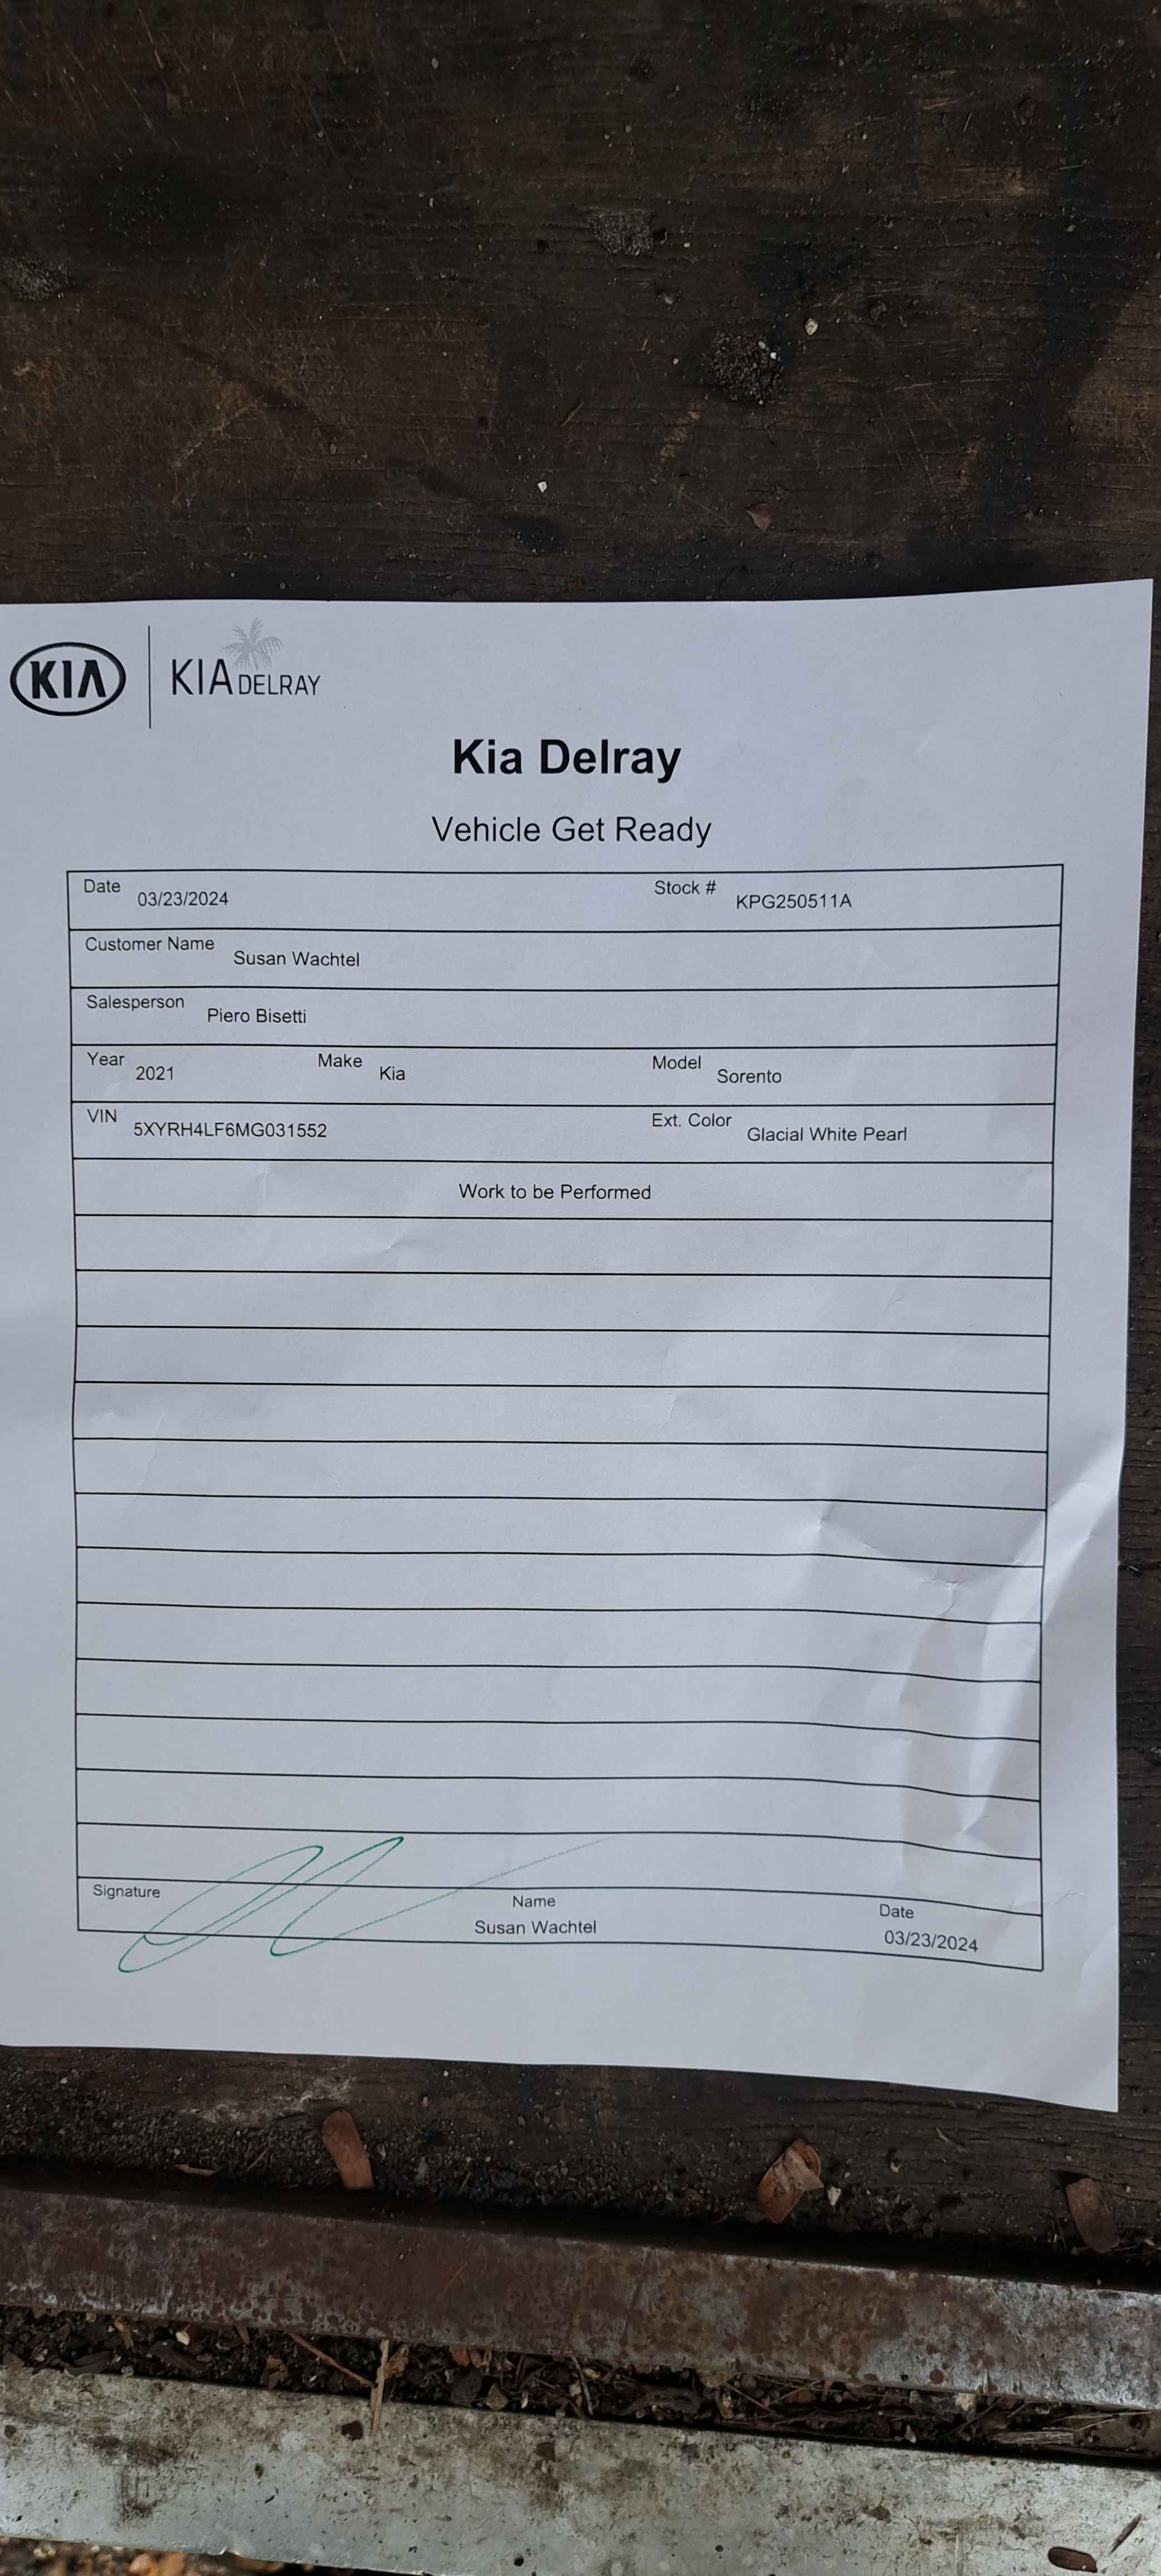 KIA KIA DELRAY
Kia Delray
Vehicle Get Ready
Date 03/23/2024 Stock # KPG250511A
Customer Name Susan Wachtel
Salesperson Piero Bisetti
Year 2021 Make Kia Model Sorento
VIN 5XYRH4LF6MG031552 Ext. Color Glacial White Pearl
Work to be Performed
Signature Name Date
Susan Wachtel 03/23/2024